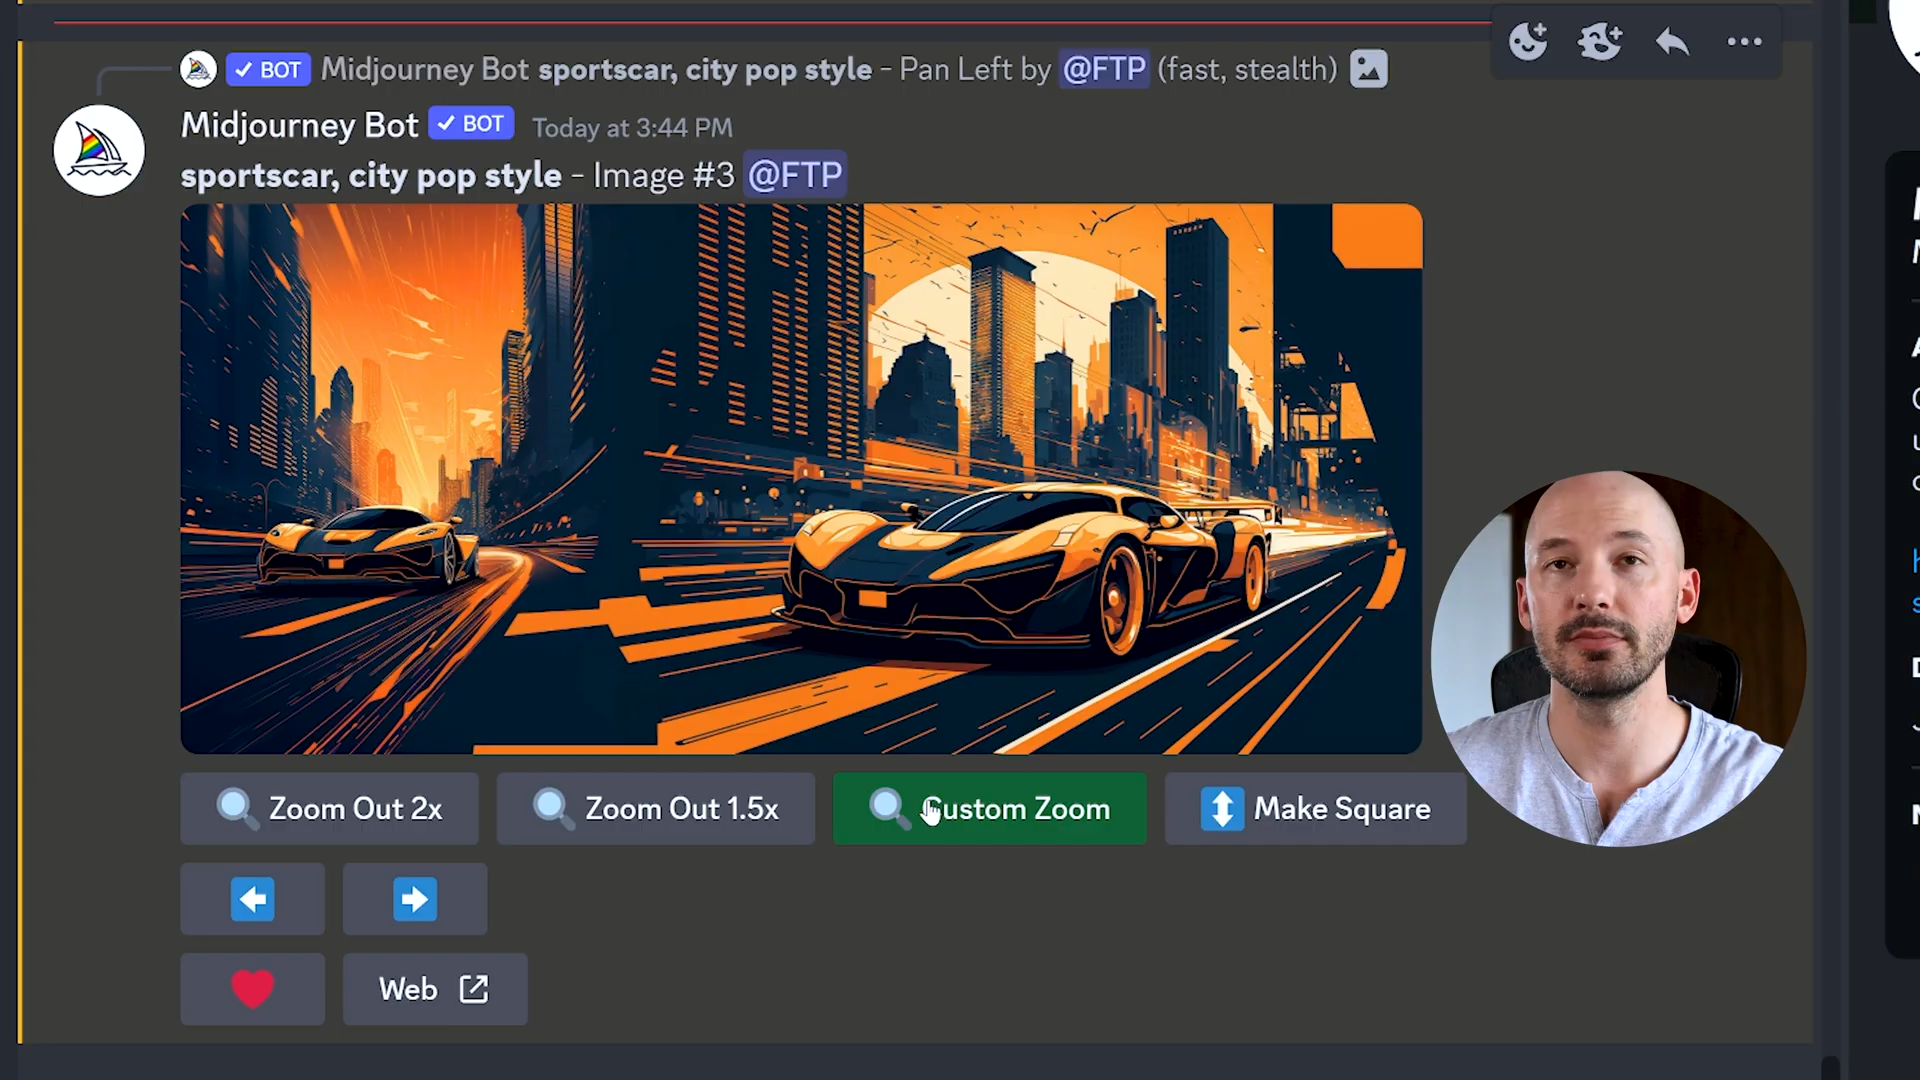 BOT Midjourney Bot sportscar, city pop style - Pan Left by @FTP (fast, stealth)
Midjourney Bot BOT Today at 3:44 PM
sportscar, city pop style - Image #3 @FTP
Zoom Out 2x
Zoom Out 1.5x
Custom Zoom
Make Square
Web